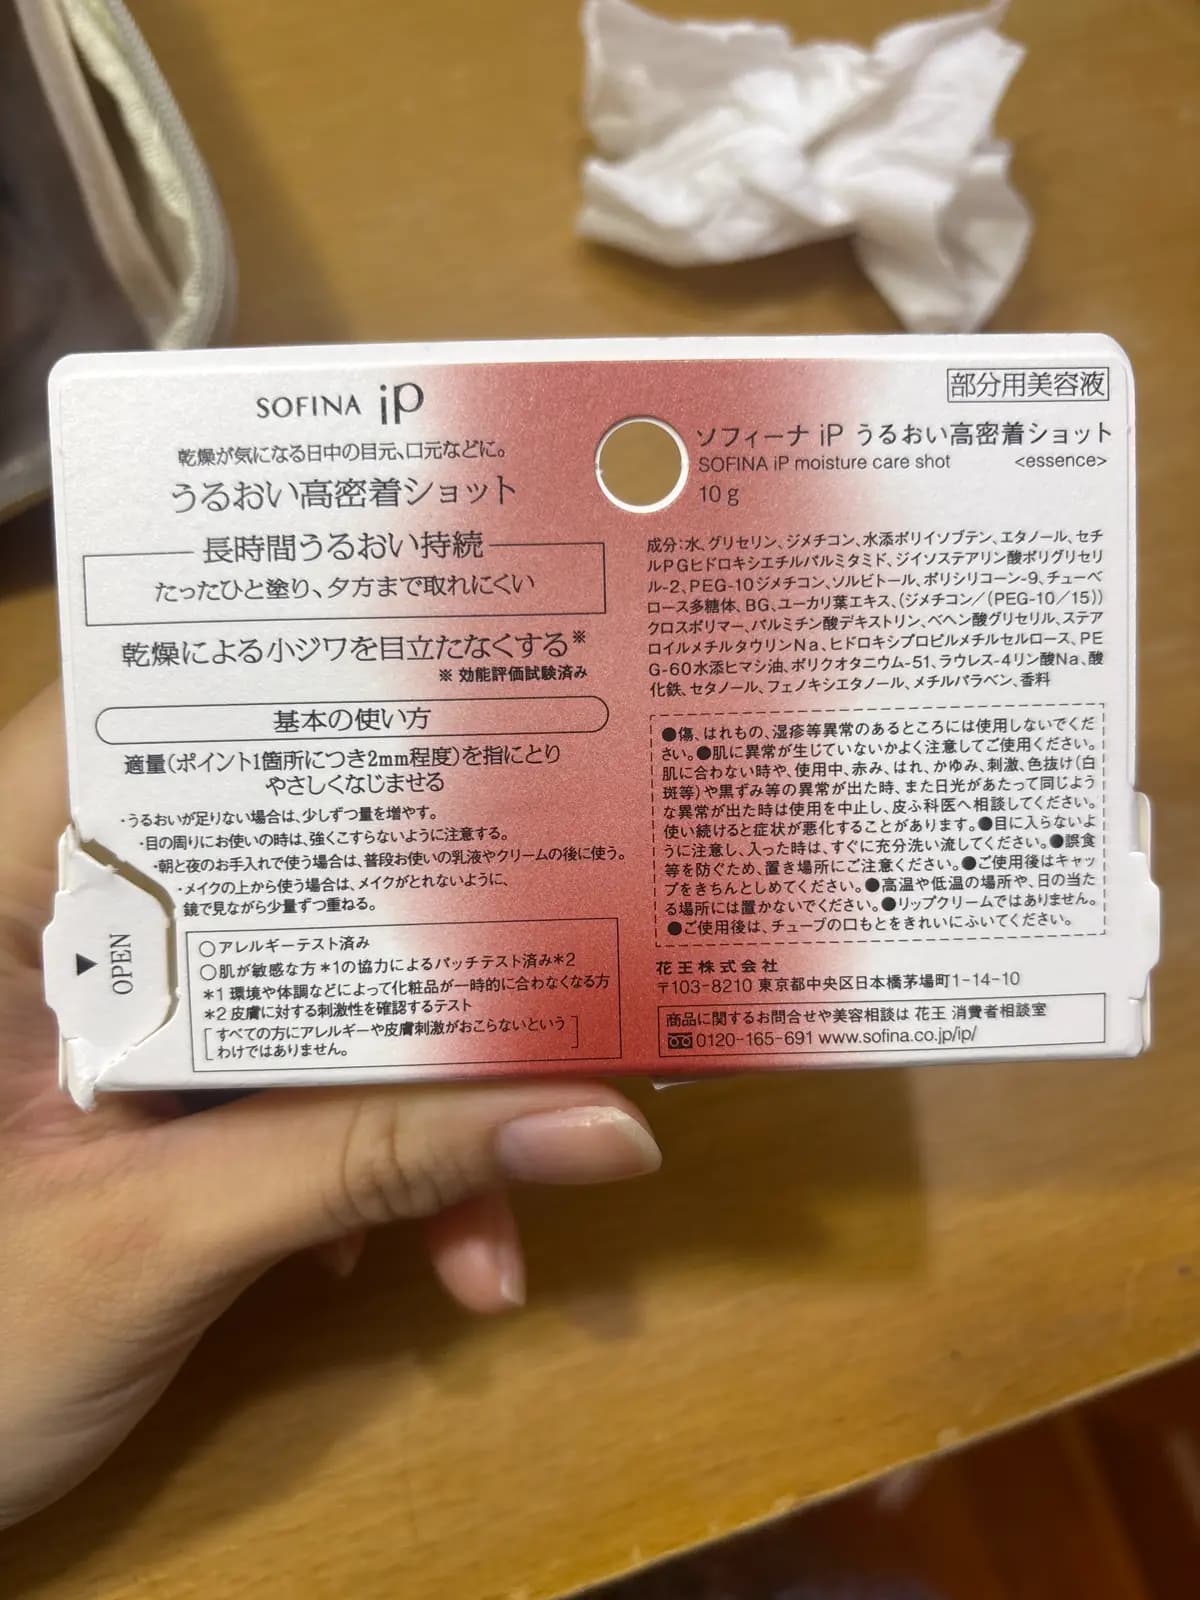 SOFINA iP
乾燥が気になる日中の目元、口元などに。
うるおい高密着ショット
長時間うるおい持続
たったひと塗り、夕方まで取れにくい
乾燥による小ジワを目立たなくする※
※ 効能評価試験済み
基本の使い方
適量(ポイント1箇所につき2mm程度)を指にとり
やさしくなじませる
・うるおいが足りない場合は、少しずつ量を増やす。
・目の周りにお使いの時は、強くこすらないように注意する。
・朝と夜のお手入れで使う場合は、普段お使いの乳液やクリームの後に使う。
・メイクの上から使う場合は、メイクがとれないように、
鏡で見ながら少量ずつ重ねる。
OPEN
○アレルギーテスト済み
○肌が敏感な方*1の協力によるパッチテスト済み*2
*1 環境や体調などによって化粧品が一時的に合わなくなる方
*2 皮膚に対する刺激性を確認するテスト
[すべての方にアレルギーや皮膚刺激がおこらないという
わけではありません。]
部分用美容液
ソフィーナ iP うるおい高密着ショット
SOFINA iP moisture care shot <essence>
10 g
成分:水、グリセリン、ジメチコン、水添ポリイソブテン、エタノール、セチ
ルPGヒドロキシエチルパルミタミド、ジイソステアリン酸ポリグリセリ
ル-2、PEG-10ジメチコン、ソルビトール、ポリシリコーン-9、チューベ
ロース多糖体、BG、ユーカリ葉エキス、(ジメチコン/(PEG-10/15))
クロスポリマー、パルミチン酸デキストリン、ベヘン酸グリセリル、ステア
ロイルメチルタウリンNa、ヒドロキシプロピルメチルセルロース、PE
G-60水添ヒマシ油、ポリクオタニウム-51、ラウレス-4リン酸Na、酸
化鉄、セタノール、フェノキシエタノール、メチルパラベン、香料
●傷、はれもの、湿疹等異常のあるところには使用しないでくだ
さい。●肌に異常が生じていないかよく注意してご使用ください。
肌に合わない時や、使用中、赤み、はれ、かゆみ、刺激、色抜け(白
斑等)や黒ずみ等の異常が出た時、また日光があたって同じよう
な異常が出た時は使用を中止し、皮ふ科医へ相談してください。
使い続けると症状が悪化することがあります。●目に入らないよ
うに注意し、入った時は、すぐに充分洗い流してください。●誤食
等を防ぐため、置き場所にご注意ください。●ご使用後はキャッ
プをきちんとしめてください。●高温や低温の場所や、日の当た
る場所には置かないでください。●リップクリームではありません。
●ご使用後は、チューブの口もとをきれいにふいてください。
花王株式会社
〒103-8210 東京都中央区日本橋茅場町1-14-10
商品に関するお問合せや美容相談は 花王 消費者相談室
0120-165-691 www.sofina.co.jp/ip/